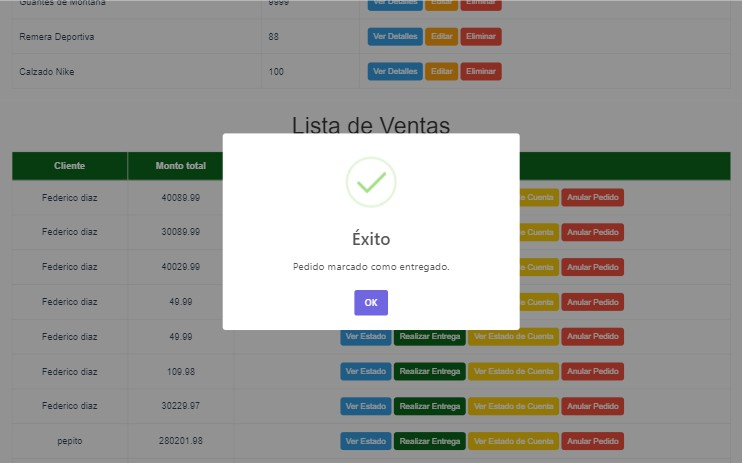 Guantes de Montaña 9999 Ver Detalles Editar Eliminar
Remera Deportiva 88 Ver Detalles Editar Eliminar
Calzado Nike 100 Ver Detalles Editar Eliminar
Lista de Ventas
Cliente Monto total
Federico diaz 40089.99 de Cuenta Anular Pedido
Federico diaz 30089.99 de Cuenta Anular Pedido
Federico diaz 40029.99 de Cuenta Anular Pedido
Federico diaz 49.99 de Cuenta Anular Pedido
Éxito
Pedido marcado como entregado.
OK
Federico diaz 49.99 Ver Estado Realizar Entrega Ver Estado de Cuenta Anular Pedido
Federico diaz 109.98 Ver Estado Realizar Entrega Ver Estado de Cuenta Anular Pedido
Federico diaz 30229.97 Ver Estado Realizar Entrega Ver Estado de Cuenta Anular Pedido
pepito 280201.98 Ver Estado Realizar Entrega Ver Estado de Cuenta Anular Pedido